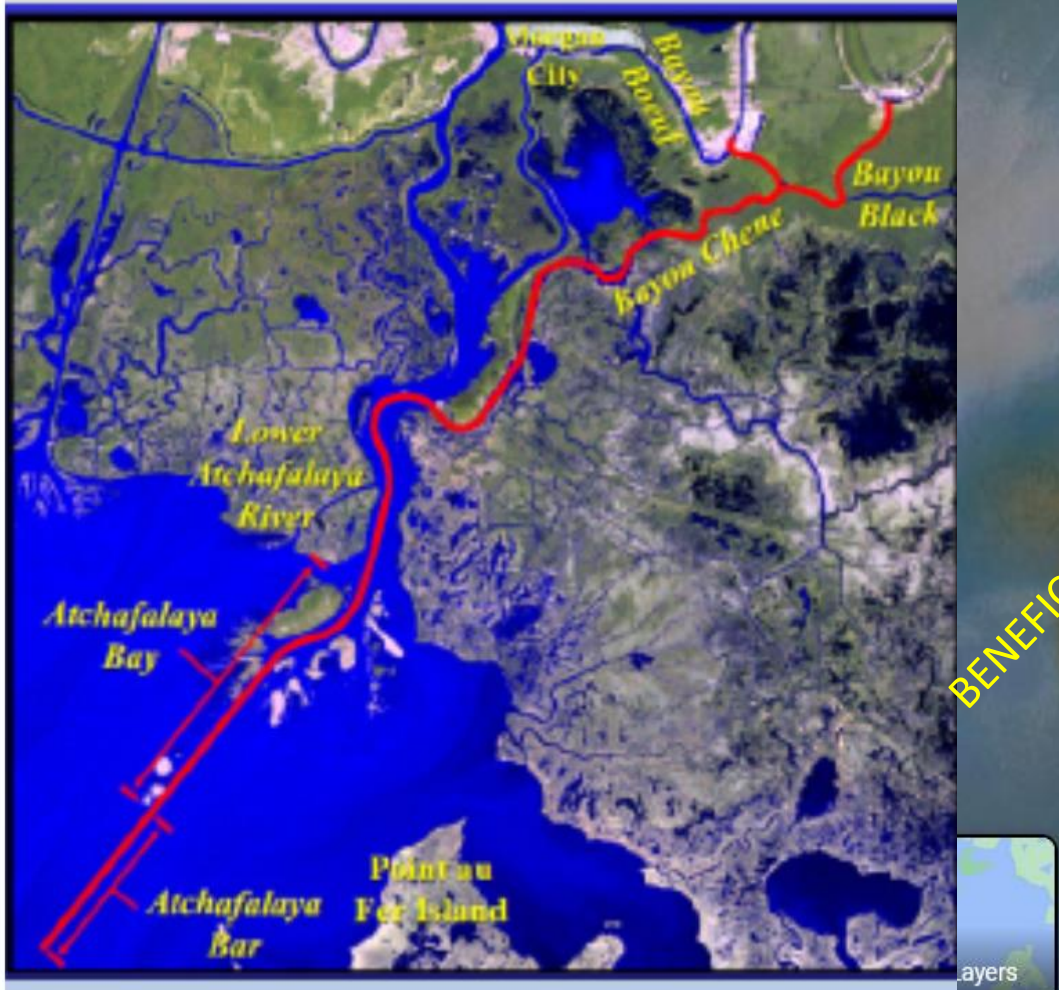 Morgan
City
Bayou
Boeuf
Bayou
Black
Bayou Chene
Lower
Atchafalaya
River
Atchafalaya
Bay
BENEFIC
Point au
Fer Island
Atchafalaya
Bar
ayers